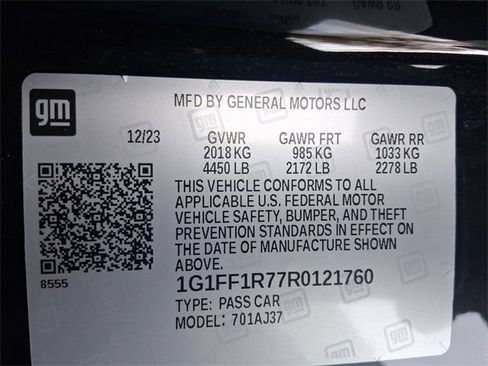 gm
MFD BY GENERAL MOTORS LLC
12/23 GVWR GAWR FRT GAWR RR
2018 KG 985 KG 1033 KG
4450 LB 2172 LB 2278 LB
THIS VEHICLE CONFORMS TO ALL
APPLICABLE U.S. FEDERAL MOTOR
VEHICLE SAFETY, BUMPER, AND THEFT
PREVENTION STANDARDS IN EFFECT ON
THE DATE OF MANUFACTURE SHOWN
ABOVE.
8555
1G1FF1R77R0121760
TYPE: PASS CAR
MODEL: 701AJ37